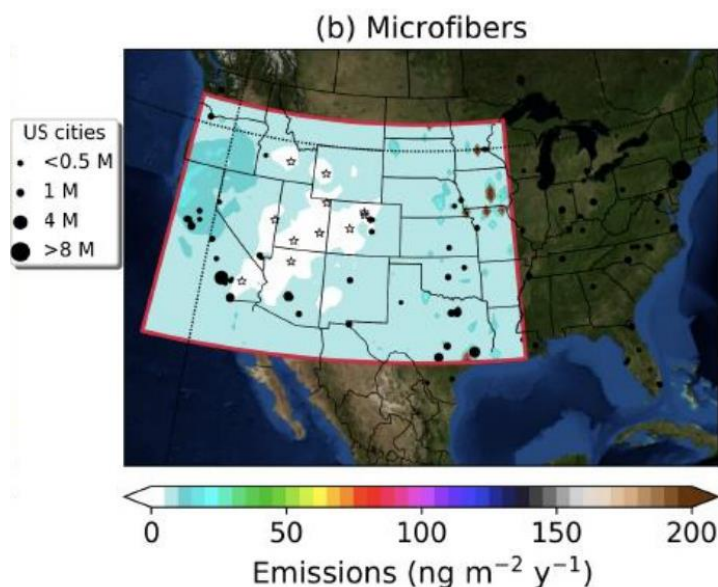 (b) Microfibers
US cities
<0.5 M
1 M
4 M
>8 M
0 50 100 150 200
Emissions (ng m⁻² y⁻¹)